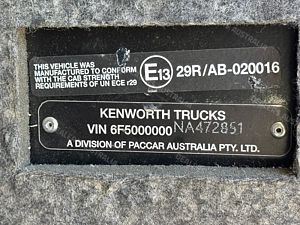 THIS VEHICLE WAS
MANUFACTURED TO CONFORM
WITH THE CAB STRENGTH
REQUIREMENTS OF UN ECE r29
E13 29R/AB-020016
KENWORTH TRUCKS
VIN 6F5000000NA472851
A DIVISION OF PACCAR AUSTRALIA PTY. LTD.